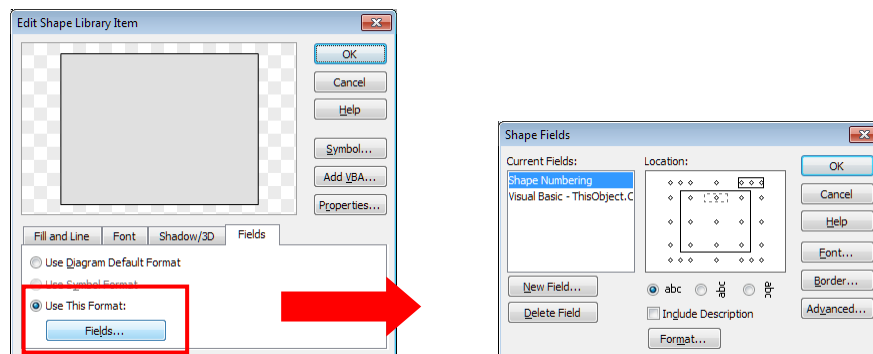 Edit Shape Library Item
OK
Cancel
Help
Symbol...
Add VBA...
Properties...
Fill and Line
Font
Shadow/3D
Fields
Use Diagram Default Format
Use Symbol Format
Use This Format:
Fields...
Shape Fields
Current Fields:
Location:
Shape Numbering
Visual Basic - ThisObject.C
OK
Cancel
Help
Font...
Border...
Advanced...
New Field...
Delete Field
abc
abc
abc
Include Description
Format...